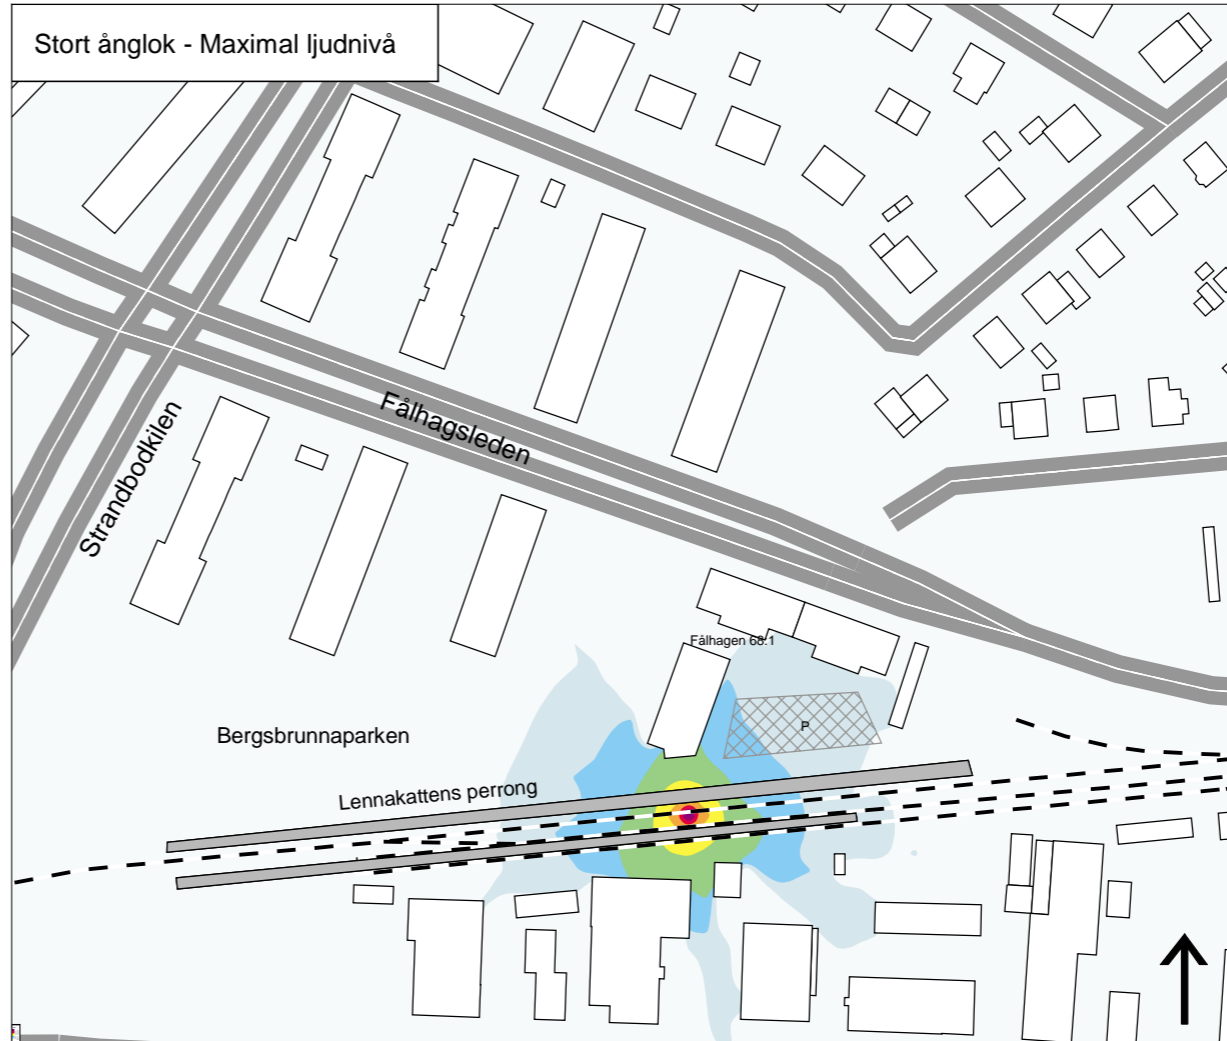 Stort ånglok - Maximal ljudnivå
Fålhagsleden
Strandbodkilen
Fålhagen 68:1
P
Bergsbrunnaparken
Lennakattens perrong